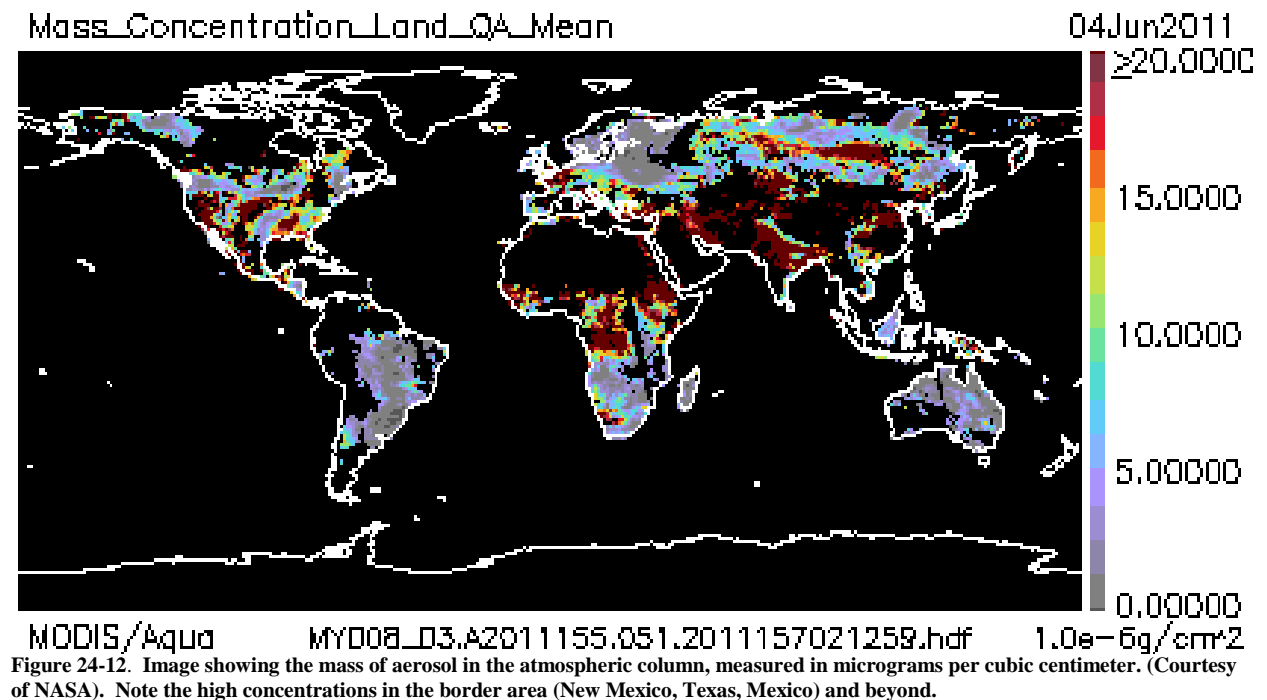 Mass_Concentration_Land_QA_Mean 04Jun2011
≥20.0000
15.0000
10.0000
5.00000
0.00000
MODIS/Aqua MYD08_D3.A2011155.051.2011157021259.hdf 1.0e-6g/cm^2
Figure 24-12. Image showing the mass of aerosol in the atmospheric column, measured in micrograms per cubic centimeter. (Courtesy
of NASA). Note the high concentrations in the border area (New Mexico, Texas, Mexico) and beyond.